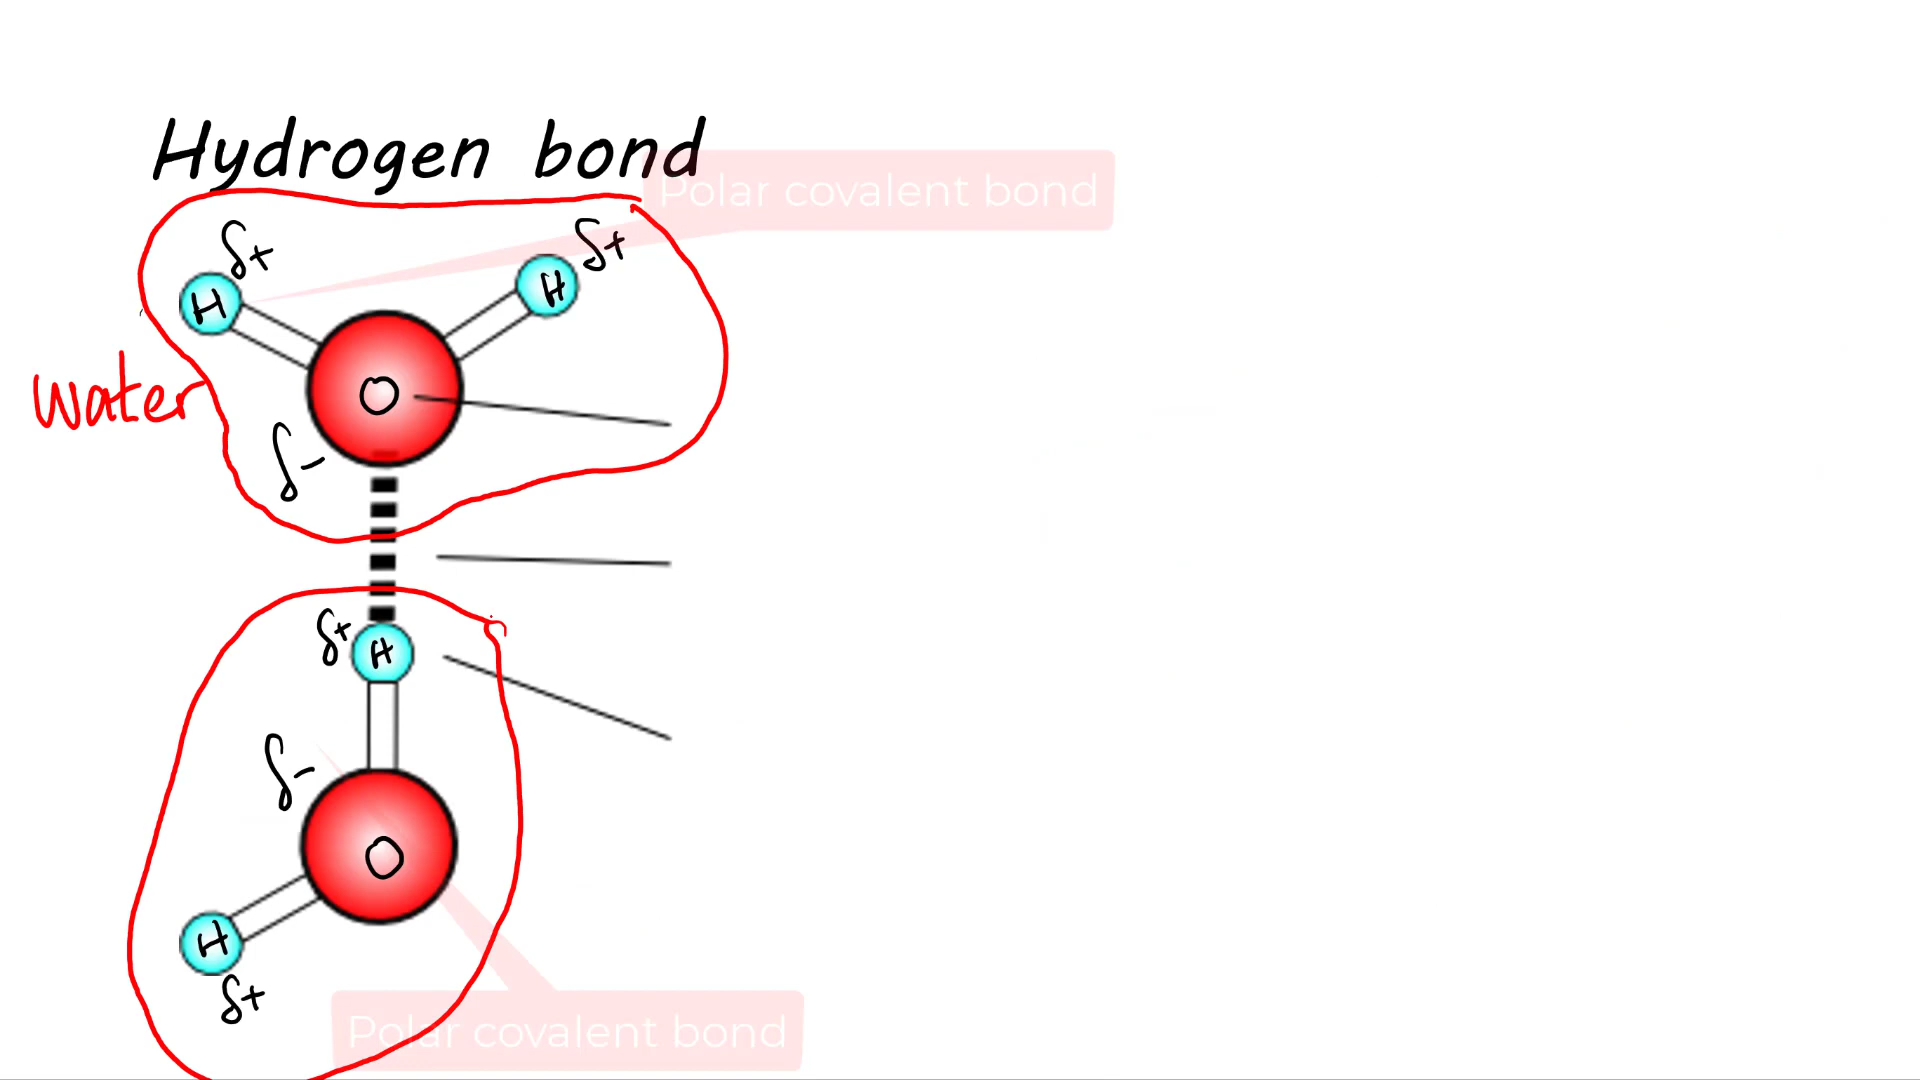 Hydrogen bond
Polar covalent bond
δ+
δ+
H
H
water
O
δ-
δ+
H
δ-
O
H
δ+
Polar covalent bond